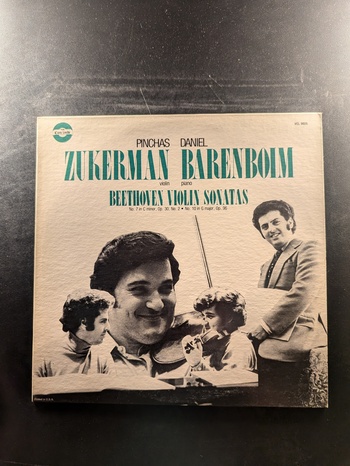 PINCHAS DANIEL
ZUKERMAN BARENBOIM
violin piano
BEETHOVEN VIOLIN SONATAS
No. 7 in C minor, Op. 30, No. 2 • No. 10 in G major, Op. 96